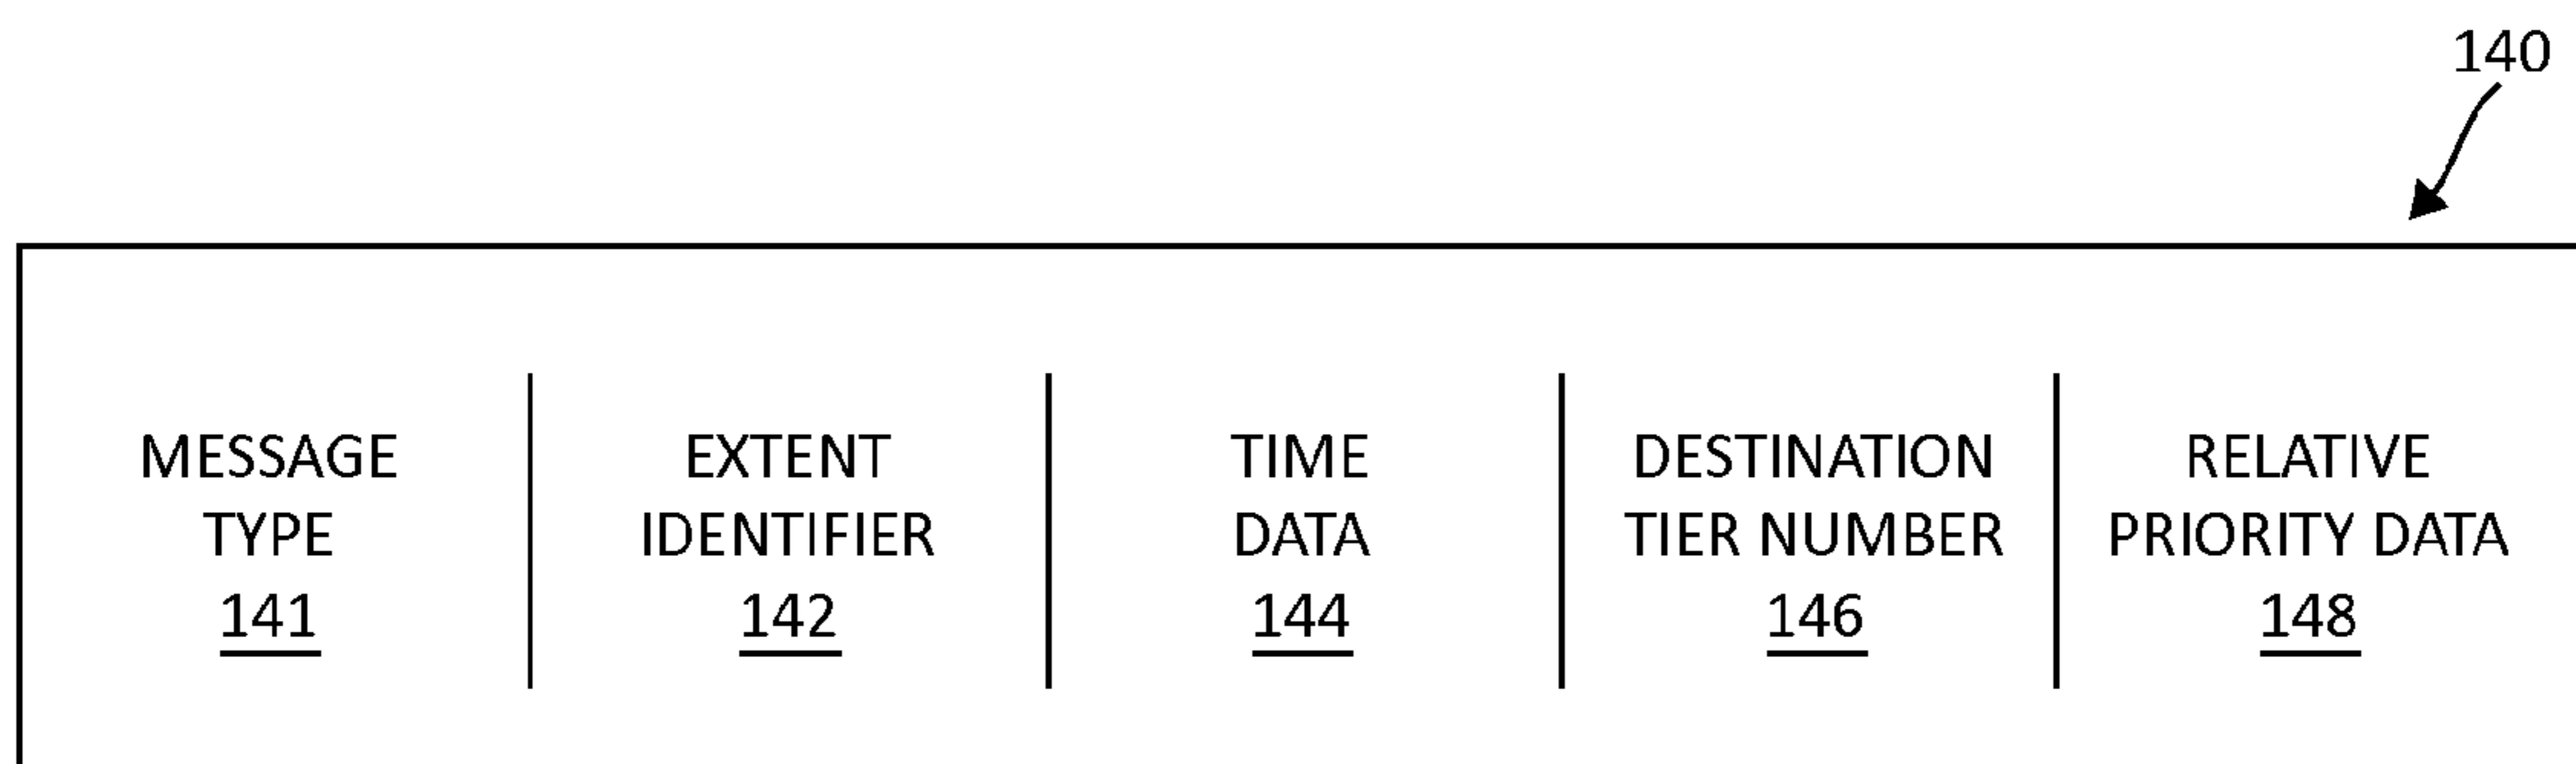 140
MESSAGE TYPE 141
EXTENT IDENTIFIER 142
TIME DATA 144
DESTINATION TIER NUMBER 146
RELATIVE PRIORITY DATA 148